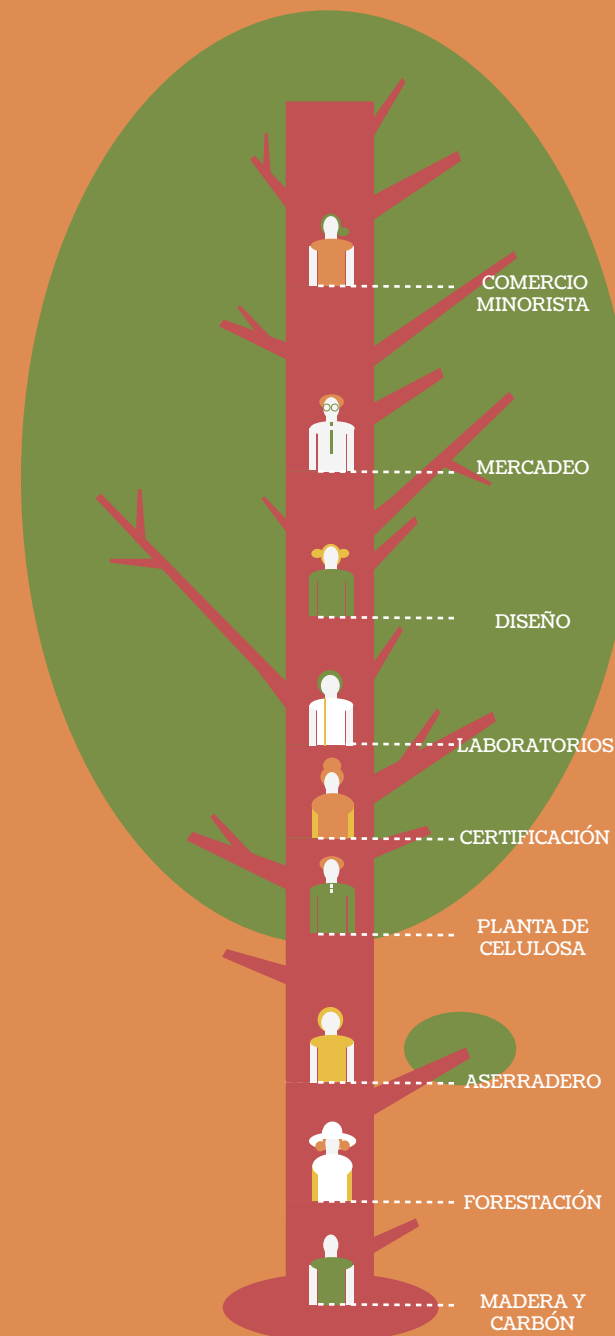 COMERCIO
MINORISTA
MERCADEO
DISEÑO
LABORATORIOS
CERTIFICACIÓN
PLANTA DE
CELULOSA
ASERRADERO
FORESTACIÓN
MADERA Y
CARBÓN